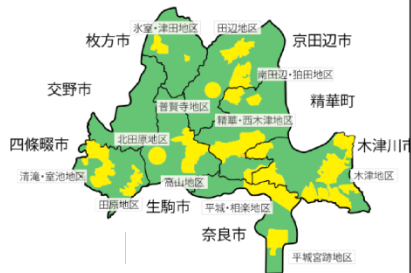 氷室・津田地区
田辺地区
枚方市
京田辺市
南田辺・狛田地区
交野市
精華町
普賢寺地区
精華・西木津地区
北田原地区
四條畷市
木津川市
清滝・室池地区
高山地区
木津地区
田原地区
生駒市
平城・相楽地区
奈良市
平城宮跡地区